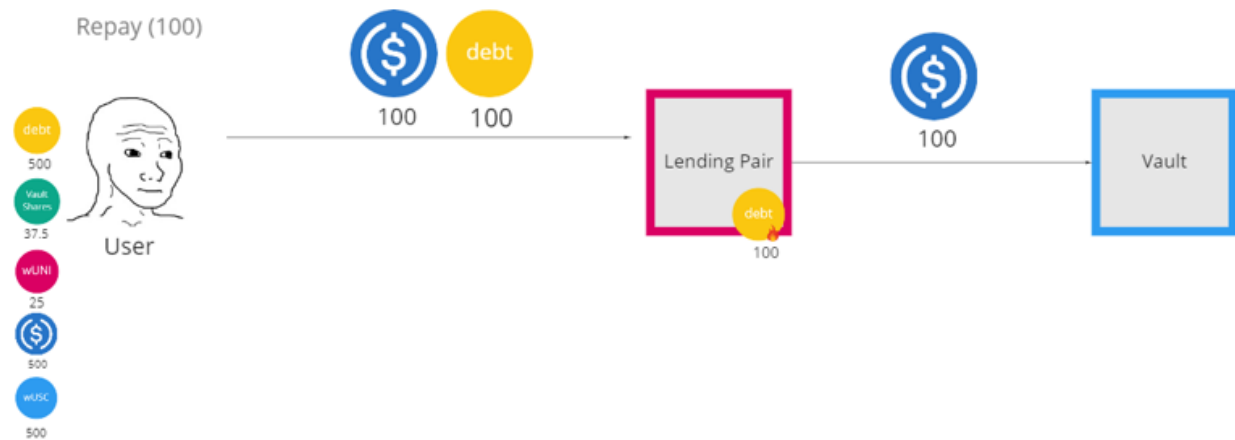 Repay (100)
debt
100
100
100
debt
500
Vault
Shares
37.5
User
wUNI
25
500
wUSC
500
Lending Pair
debt
100
Vault